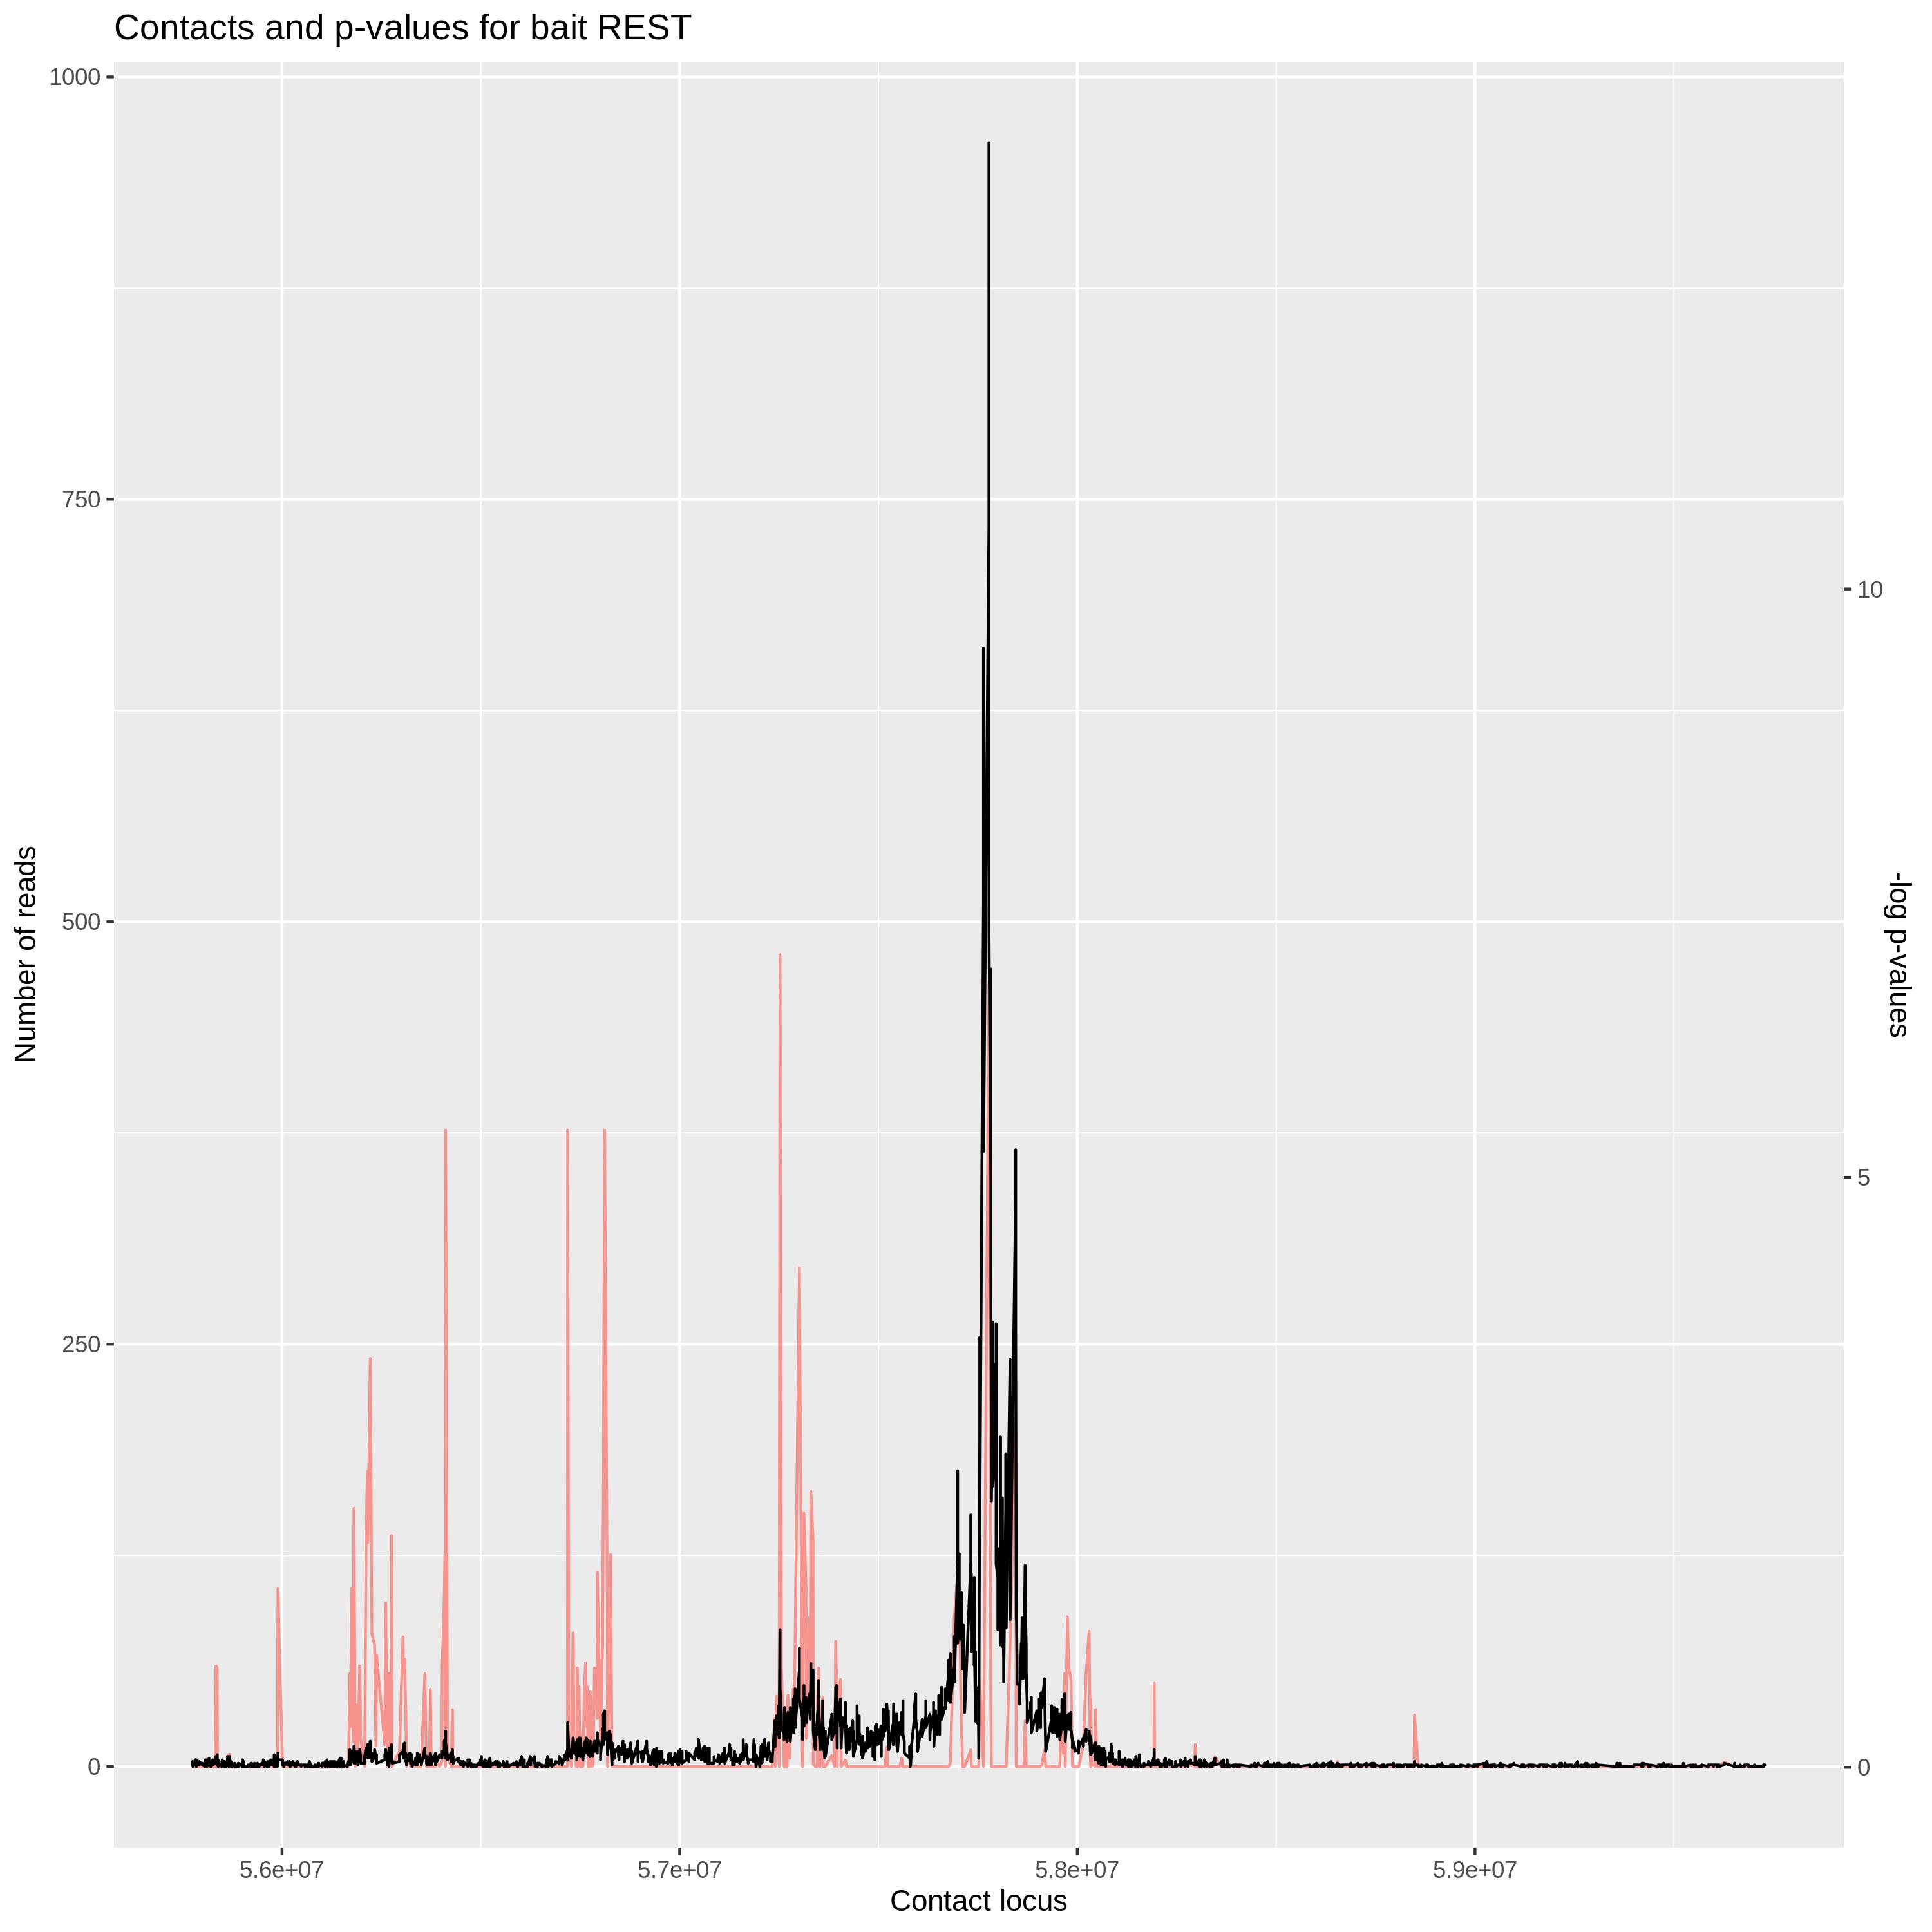 Contacts and p-values for bait REST
1000
750
500
250
0
Number of reads
10
5
0
-log p-values
5.6e+07
5.7e+07
5.8e+07
5.9e+07
Contact locus